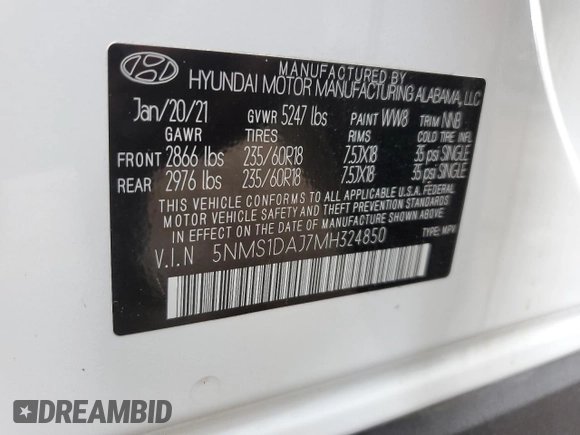 MANUFACTURED BY
HYUNDAI MOTOR MANUFACTURING ALABAMA, LLC
Jan/20/21 GVWR 5247 lbs PAINT WW8 TRIM NNB
GAWR TIRES RIMS COLD TIRE INFL.
FRONT 2866 lbs 235/60R18 7.5JX18 35 psi SINGLE
REAR 2976 lbs 235/60R18 7.5JX18 35 psi SINGLE
THIS VEHICLE CONFORMS TO ALL APPLICABLE U.S.A. FEDERAL
MOTOR VEHICLE SAFETY AND THEFT PREVENTION STANDARDS
IN EFFECT ON THE DATE OF MANUFACTURE SHOWN ABOVE.
V.I.N 5NMS1DAJ7MH324850 TYPE: MPV
DREAMBID